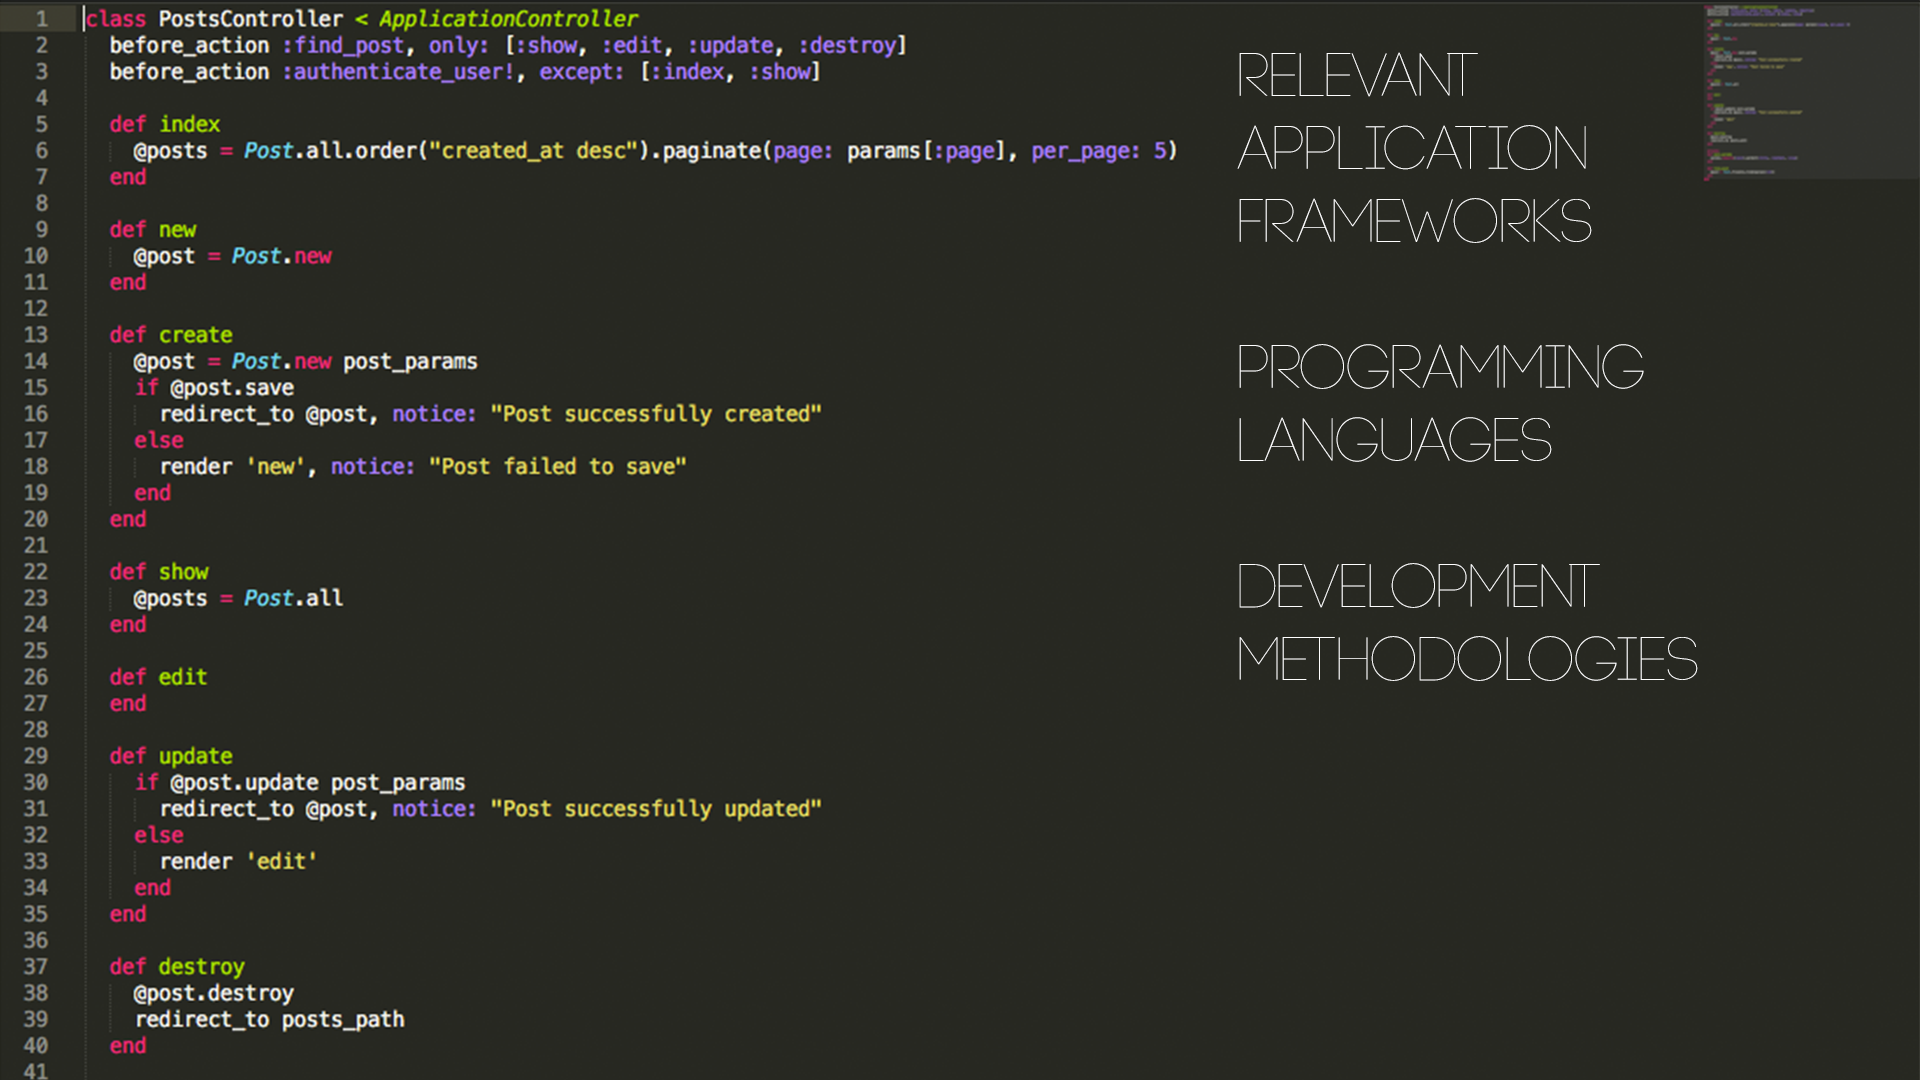 1 class PostsController < ApplicationController
2 before_action :find_post, only: [:show, :edit, :update, :destroy]
3 before_action :authenticate_user!, except: [:index, :show]
4
5 def index
6 @posts = Post.all.order("created_at desc").paginate(page: params[:page], per_page: 5)
7 end
8
9 def new
10 @post = Post.new
11 end
12
13 def create
14 @post = Post.new post_params
15 if @post.save
16 redirect_to @post, notice: "Post successfully created"
17 else
18 render 'new', notice: "Post failed to save"
19 end
20 end
21
22 def show
23 @posts = Post.all
24 end
25
26 def edit
27 end
28
29 def update
30 if @post.update post_params
31 redirect_to @post, notice: "Post successfully updated"
32 else
33 render 'edit'
34 end
35 end
36
37 def destroy
38 @post.destroy
39 redirect_to posts_path
40 end
41
RELEVANT
APPLICATION
FRAMEWORKS
PROGRAMMING
LANGUAGES
DEVELOPMENT
METHODOLOGIES